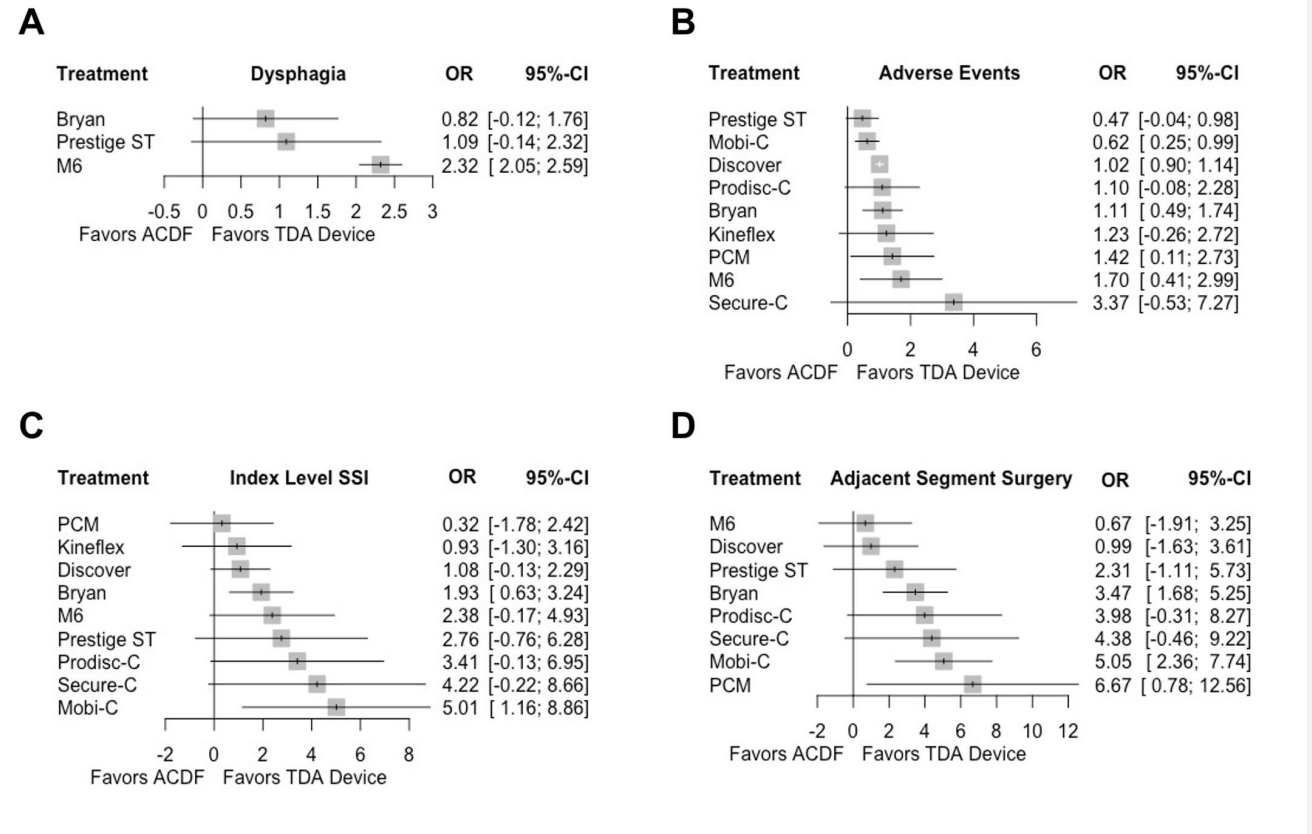 A
Treatment Dysphagia OR 95%-CI
Bryan 0.82 [-0.12; 1.76]
Prestige ST 1.09 [-0.14; 2.32]
M6 2.32 [ 2.05; 2.59]
-0.5 0 0.5 1 1.5 2 2.5 3
Favors ACDF Favors TDA Device
B
Treatment Adverse Events OR 95%-CI
Prestige ST 0.47 [-0.04; 0.98]
Mobi-C 0.62 [ 0.25; 0.99]
Discover 1.02 [ 0.90; 1.14]
Prodisc-C 1.10 [-0.08; 2.28]
Bryan 1.11 [ 0.49; 1.74]
Kineflex 1.23 [-0.26; 2.72]
PCM 1.42 [ 0.11; 2.73]
M6 1.70 [ 0.41; 2.99]
Secure-C 3.37 [-0.53; 7.27]
0 2 4 6
Favors ACDF Favors TDA Device
C
Treatment Index Level SSI OR 95%-CI
PCM 0.32 [-1.78; 2.42]
Kineflex 0.93 [-1.30; 3.16]
Discover 1.08 [-0.13; 2.29]
Bryan 1.93 [ 0.63; 3.24]
M6 2.38 [-0.17; 4.93]
Prestige ST 2.76 [-0.76; 6.28]
Prodisc-C 3.41 [-0.13; 6.95]
Secure-C 4.22 [-0.22; 8.66]
Mobi-C 5.01 [ 1.16; 8.86]
-2 0 2 4 6 8
Favors ACDF Favors TDA Device
D
Treatment Adjacent Segment Surgery OR 95%-CI
M6 0.67 [-1.91; 3.25]
Discover 0.99 [-1.63; 3.61]
Prestige ST 2.31 [-1.11; 5.73]
Bryan 3.47 [ 1.68; 5.25]
Prodisc-C 3.98 [-0.31; 8.27]
Secure-C 4.38 [-0.46; 9.22]
Mobi-C 5.05 [ 2.36; 7.74]
PCM 6.67 [ 0.78; 12.56]
-2 0 2 4 6 8 10 12
Favors ACDF Favors TDA Device